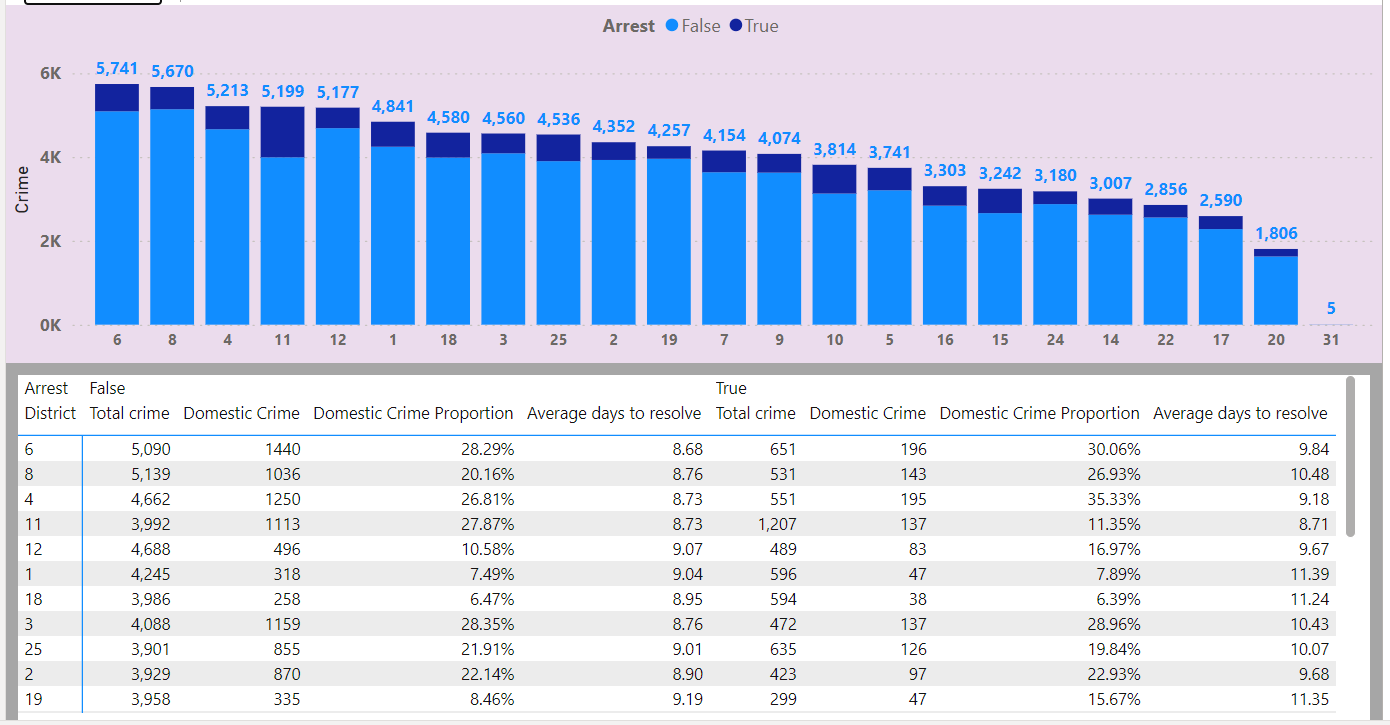 Arrest False True
6K
4K
2K
0K
Crime
5,741 5,670 5,213 5,199 5,177 4,841 4,580 4,560 4,536 4,352 4,257 4,154 4,074 3,814 3,741 3,303 3,242 3,180 3,007 2,856 2,590 1,806 5
6 8 4 11 12 1 18 3 25 2 19 7 9 10 5 16 15 24 14 22 17 20 31
Arrest False True
District Total crime Domestic Crime Domestic Crime Proportion Average days to resolve Total crime Domestic Crime Domestic Crime Proportion Average days to resolve
6 5,090 1440 28.29% 8.68 651 196 30.06% 9.84
8 5,139 1036 20.16% 8.76 531 143 26.93% 10.48
4 4,662 1250 26.81% 8.73 551 195 35.33% 9.18
11 3,992 1113 27.87% 8.73 1,207 137 11.35% 8.71
12 4,688 496 10.58% 9.07 489 83 16.97% 9.67
1 4,245 318 7.49% 9.04 596 47 7.89% 11.39
18 3,986 258 6.47% 8.95 594 38 6.39% 11.24
3 4,088 1159 28.35% 8.76 472 137 28.96% 10.43
25 3,901 855 21.91% 9.01 635 126 19.84% 10.07
2 3,929 870 22.14% 8.90 423 97 22.93% 9.68
19 3,958 335 8.46% 9.19 299 47 15.67% 11.35